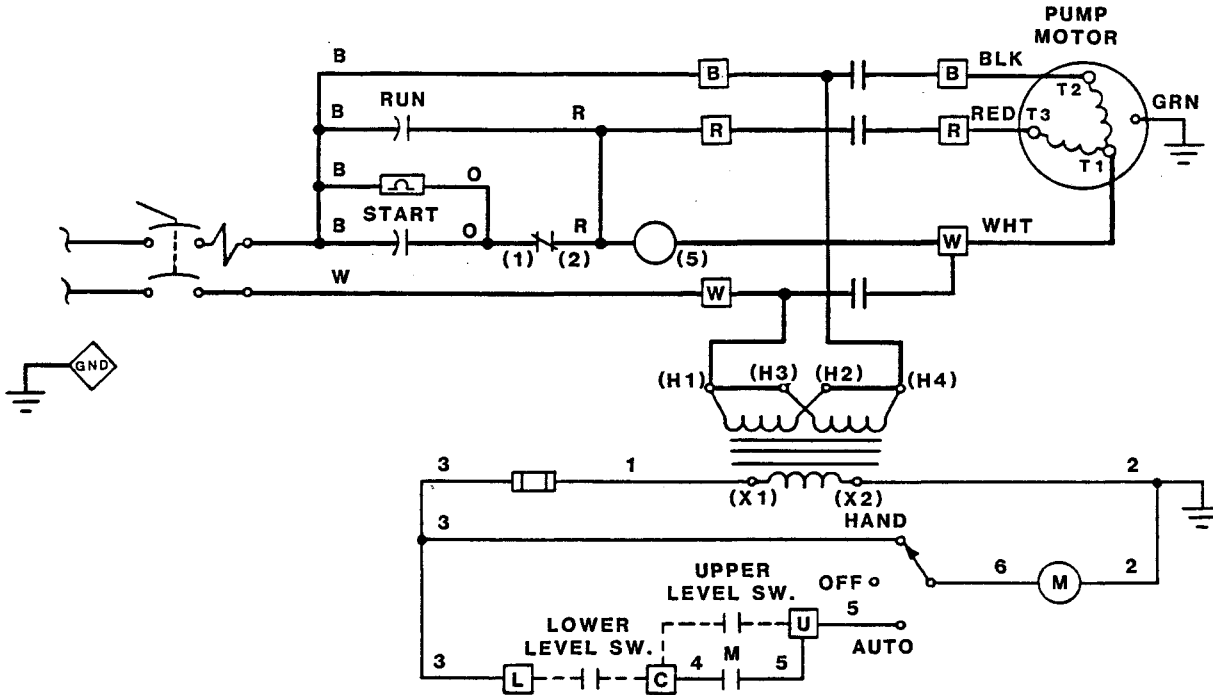 PUMP
MOTOR
B
B
B
BLK
T2
GRN
B
RUN
R
R
R
RED
T3
T1
B
O
START
B
O
R
(1)
(2)
(5)
W
WHT
W
W
GND
(H1)
(H3)
(H2)
(H4)
3
1
(X1)
(X2)
2
3
HAND
6
M
2
UPPER
LEVEL SW.
OFF
U
5
AUTO
LOWER
LEVEL SW.
3
L
C
4
M
5